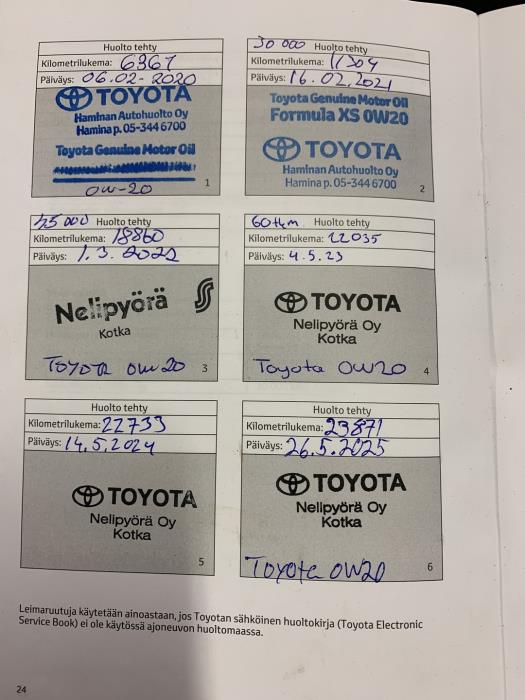 Huolto tehty
Kilometrilukema: 6367
Päiväys: 06.02-2020
TOYOTA
Haminan Autohuolto Oy
Hamina p. 05-344 6700
Toyota Genuine Motor Oil
0W-20
1
30 000 Huolto tehty
Kilometrilukema: 11304
Päiväys: 16.02.2021
Toyota Genuine Motor Oil
Formula XS 0W20
TOYOTA
Haminan Autohuolto Oy
Hamina p. 05-344 6700
2
45 000 Huolto tehty
Kilometrilukema: 18860
Päiväys: 1.3.2022
Nelipyörä
Kotka
TOYOTA 0W20
3
60tkm Huolto tehty
Kilometrilukema: 22035
Päiväys: 4.5.23
TOYOTA
Nelipyörä Oy
Kotka
Toyota 0W20
4
Huolto tehty
Kilometrilukema: 22733
Päiväys: 14.5.2024
TOYOTA
Nelipyörä Oy
Kotka
5
Huolto tehty
Kilometrilukema: 23871
Päiväys: 26.5.2025
TOYOTA
Nelipyörä Oy
Kotka
Toyota 0W20
6
Leimaruutuja käytetään ainoastaan, jos Toyotan sähköinen huoltokirja (Toyota Electronic
Service Book) ei ole käytössä ajoneuvon huoltomaassa.
24